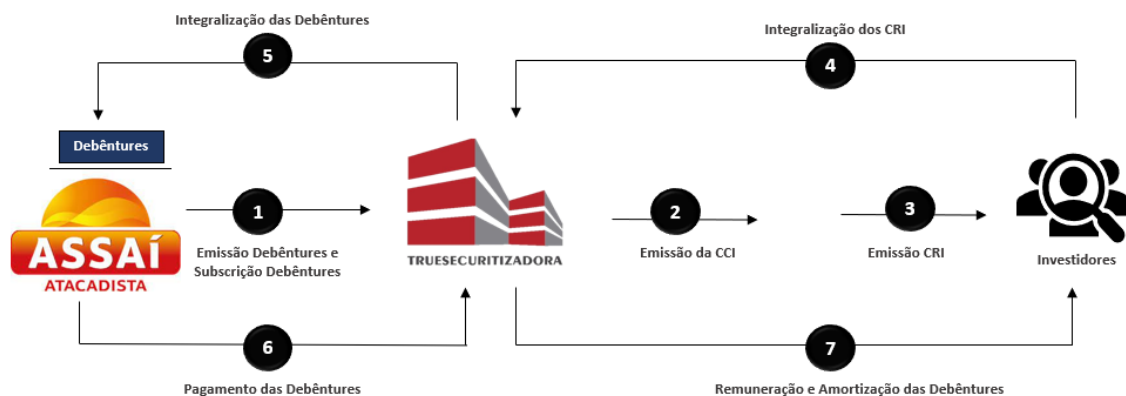 Integralização das Debêntures
Integralização dos CRI
5
4
Debêntures
ASSAÍ
ATACADISTA
1
Emissão Debêntures e
Subscrição Debêntures
TRUESECURITIZADORA
2
Emissão da CCI
3
Emissão CRI
Investidores
6
Pagamento das Debêntures
7
Remuneração e Amortização das Debêntures